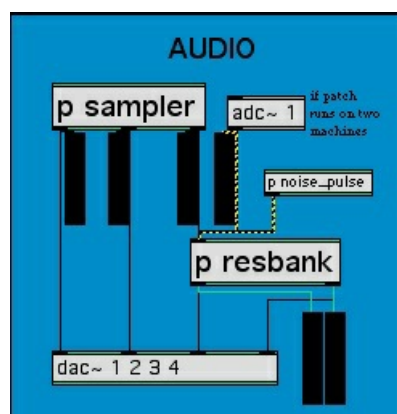 AUDIO
p sampler
adc~ 1
if patch
runs on two
machines
p noise_pulse
p resbank
dac~ 1 2 3 4